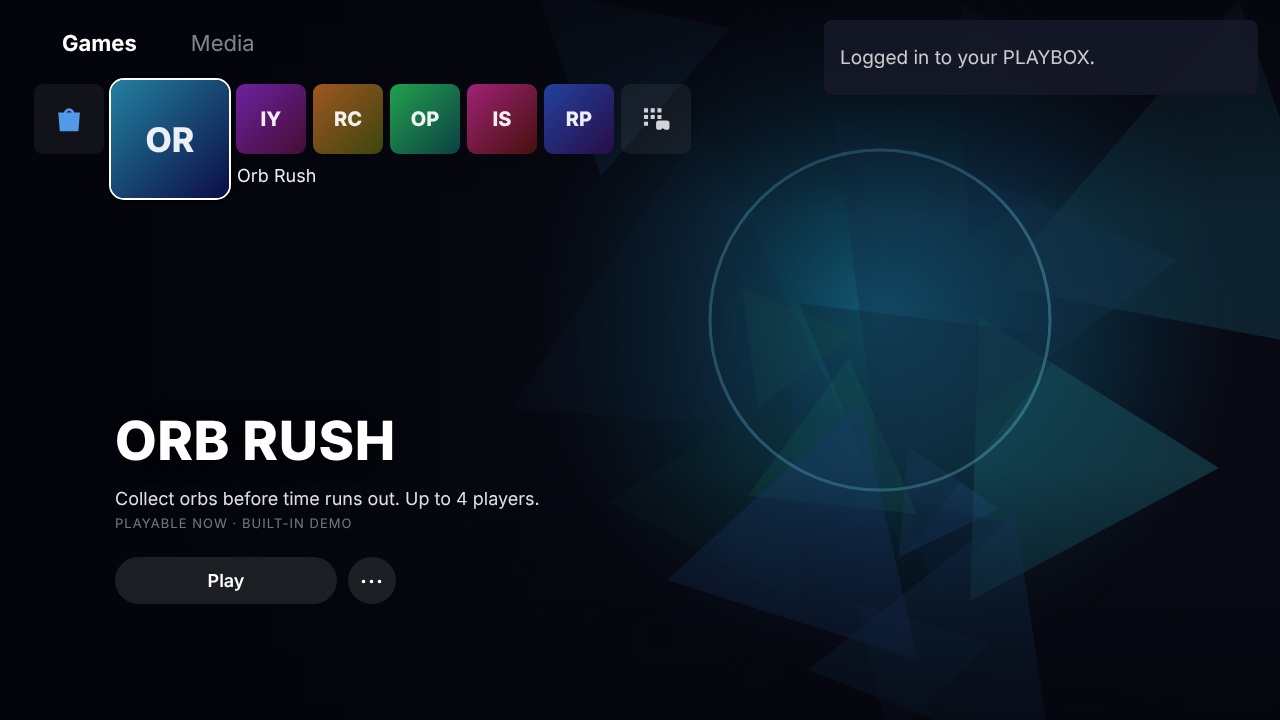 Games Media
Logged in to your PLAYBOX.
OR IY RC OP IS RP
Orb Rush
ORB RUSH
Collect orbs before time runs out. Up to 4 players.
PLAYABLE NOW · BUILT-IN DEMO
Play